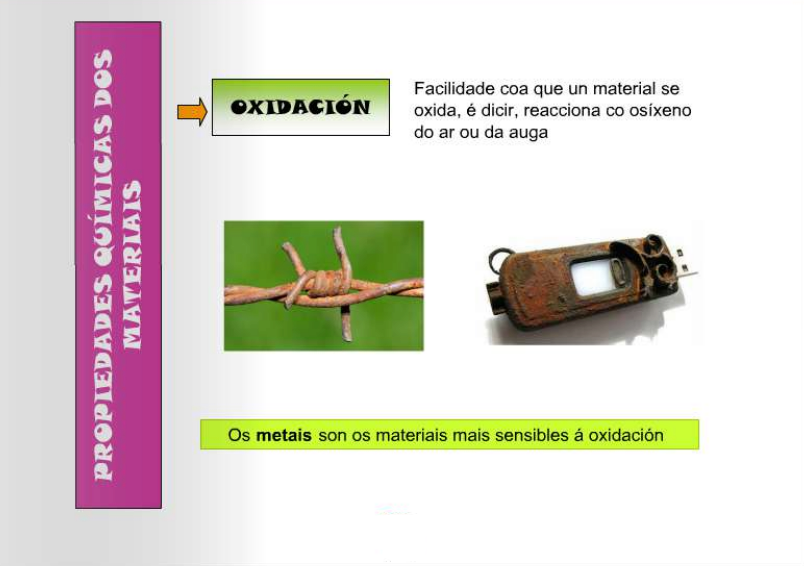 PROPIEDADES QUÍMICAS DOS
MATERIAIS
OXIDACIÓN
Facilidade coa que un material se
oxida, é dicir, reacciona co osíxeno
do ar ou da auga
Os metais son os materiais mais sensibles á oxidación